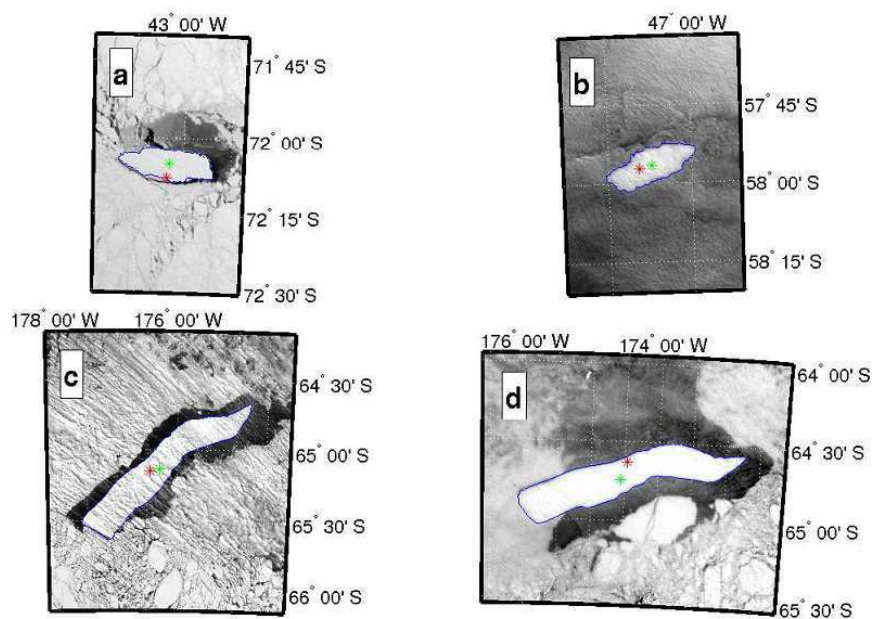 43° 00' W
a
71° 45' S
72° 00' S
72° 15' S
72° 30' S
47° 00' W
b
57° 45' S
58° 00' S
58° 15' S
178° 00' W 176° 00' W
c
64° 30' S
65° 00' S
65° 30' S
66° 00' S
176° 00' W 174° 00' W
d
64° 00' S
64° 30' S
65° 00' S
65° 30' S